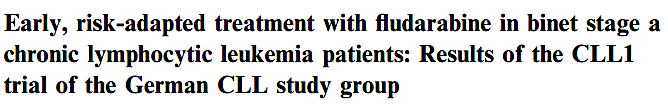 Early, risk-adapted treatment with fludarabine in binet stage a
chronic lymphocytic leukemia patients: Results of the CLL1
trial of the German CLL study group